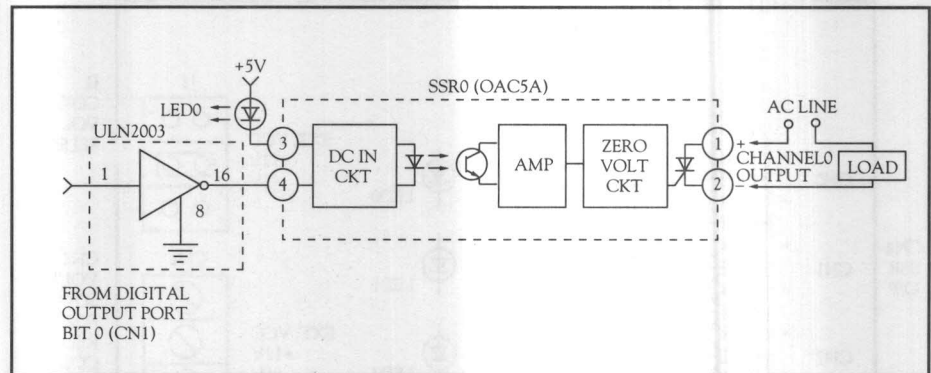 +5V
SSR0 (OAC5A)
LED0
AC LINE
ULN2003
3
1
+
DC IN
CKT
AMP
ZERO
VOLT
CKT
CHANNEL0
OUTPUT
LOAD
1
16
4
2
–
8
FROM DIGITAL
OUTPUT PORT
BIT 0 (CN1)